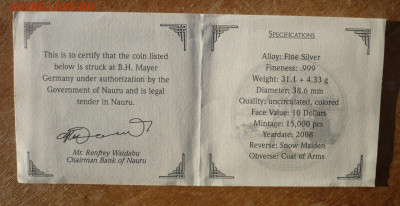 This is to certify that the coin listed
below is struck at B.H. Mayer
Germany under authorization by the
Government of Nauru and is legal
tender in Nauru.
Mr. Renfrey Waidabu
Chairman Bank of Nauru
SPECIFICATIONS
Alloy: Fine Silver
Fineness: .999
Weight: 31.1 + 4.33 g
Diameter: 38.6 mm
Quality: uncirculated, colored
Face Value: 10 Dollars
Mintage: 15,000 pcs
Yeardate: 2008
Reverse: Snow Maiden
Obverse: Coat of Arms